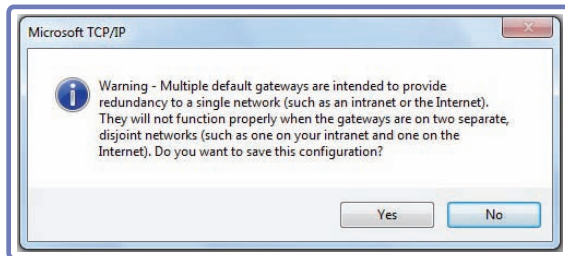 Microsoft TCP/IP
Warning - Multiple default gateways are intended to provide
redundancy to a single network (such as an intranet or the Internet).
They will not function properly when the gateways are on two separate,
disjoint networks (such as one on your intranet and one on the
Internet). Do you want to save this configuration?
Yes
No